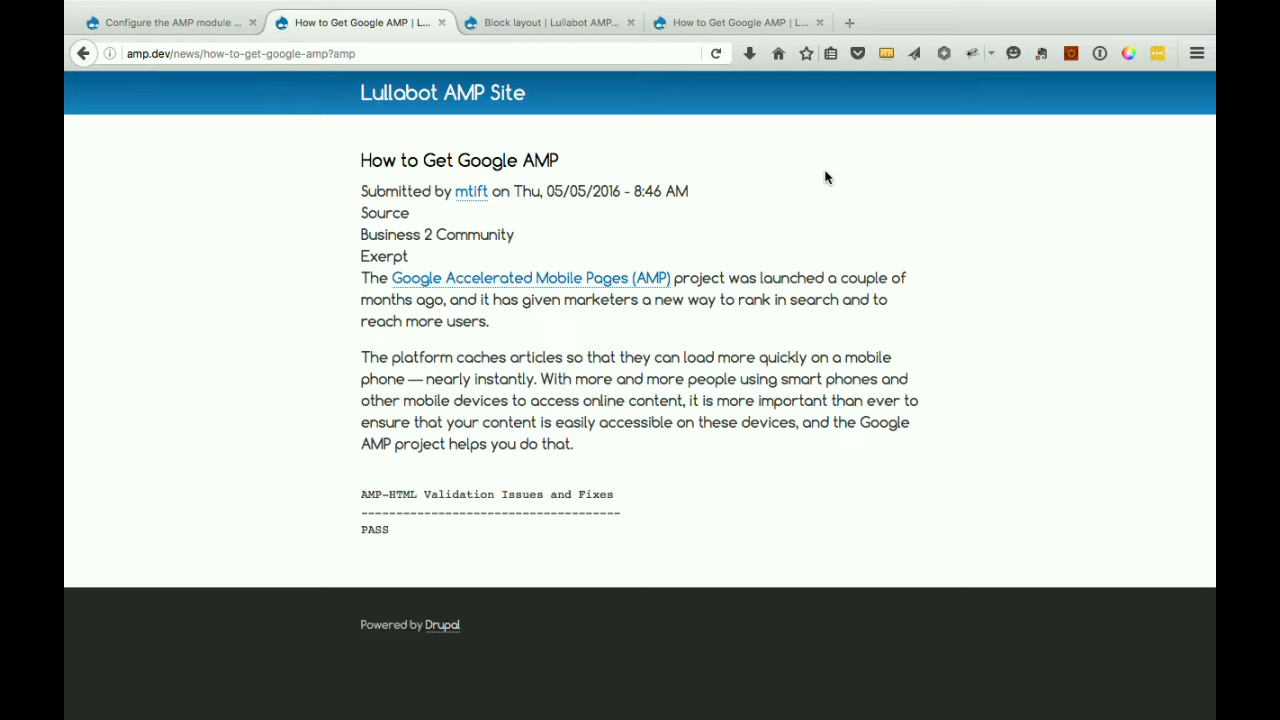 Configure the AMP module ...
How to Get Google AMP | L...
Block layout | Lullabot AMP...
How to Get Google AMP | L...
amp.dev/news/how-to-get-google-amp?amp
Lullabot AMP Site
How to Get Google AMP
Submitted by mtift on Thu, 05/05/2016 - 8:46 AM
Source
Business 2 Community
Exerpt
The Google Accelerated Mobile Pages (AMP) project was launched a couple of
months ago, and it has given marketers a new way to rank in search and to
reach more users.
The platform caches articles so that they can load more quickly on a mobile
phone — nearly instantly. With more and more people using smart phones and
other mobile devices to access online content, it is more important than ever to
ensure that your content is easily accessible on these devices, and the Google
AMP project helps you do that.
AMP-HTML Validation Issues and Fixes
-------------------------------------
PASS
Powered by Drupal